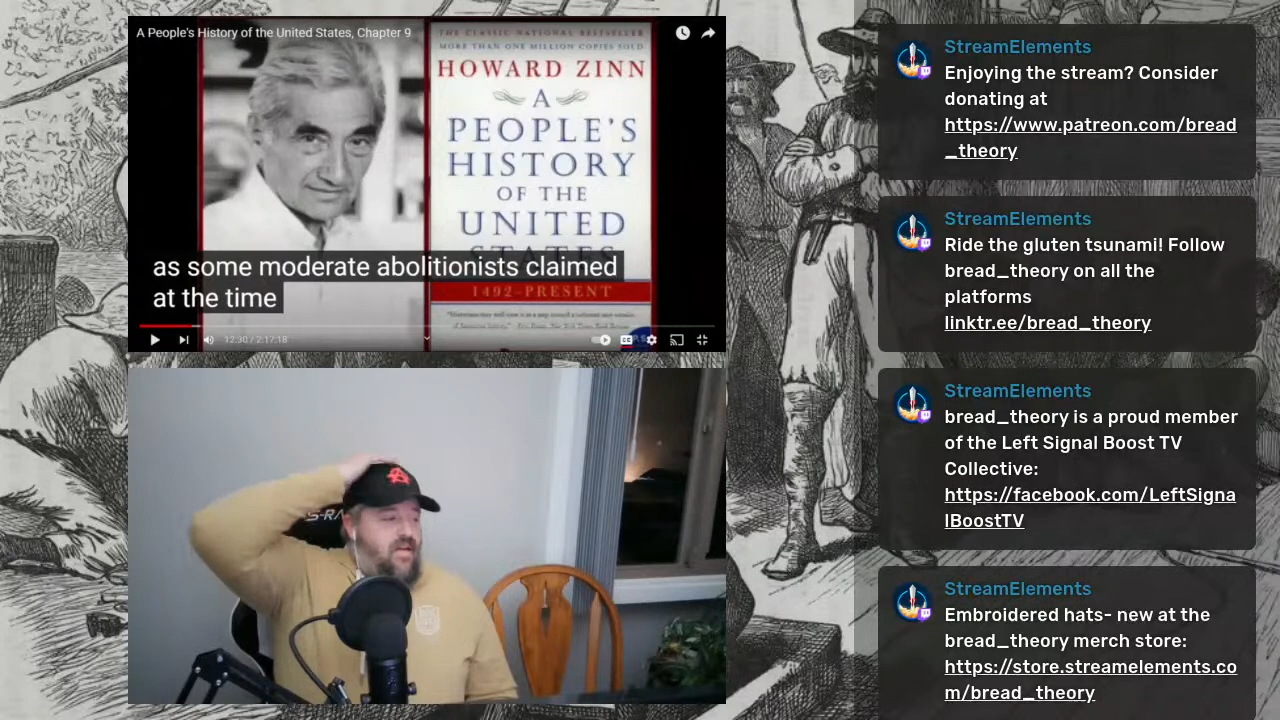 A People's History of the United States, Chapter 9
THE CLASSIC NATIONAL BESTSELLER
MORE THAN ONE MILLION COPIES SOLD
HOWARD ZINN
A
PEOPLE'S
HISTORY
OF THE
UNITED
STATES
as some moderate abolitionists claimed
at the time
1492–PRESENT
12:30 / 2:17:18
StreamElements
Enjoying the stream? Consider
donating at
https://www.patreon.com/bread
_theory
StreamElements
Ride the gluten tsunami! Follow
bread_theory on all the
platforms
linktr.ee/bread_theory
StreamElements
bread_theory is a proud member
of the Left Signal Boost TV
Collective:
https://facebook.com/LeftSigna
lBoostTV
StreamElements
Embroidered hats- new at the
bread_theory merch store:
https://store.streamelements.co
m/bread_theory